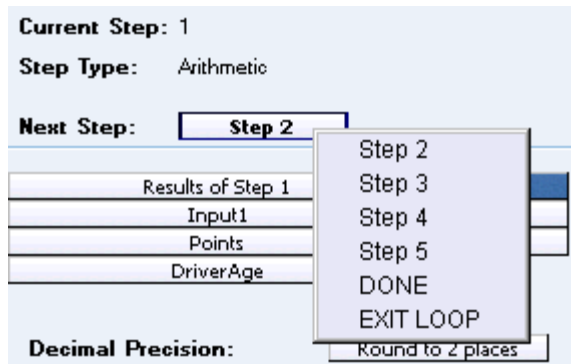 Current Step: 1
Step Type: Arithmetic
Next Step: Step 2
Step 2
Step 3
Step 4
Step 5
DONE
EXIT LOOP
Results of Step 1
Input1
Points
DriverAge
Decimal Precision: Round to 2 places